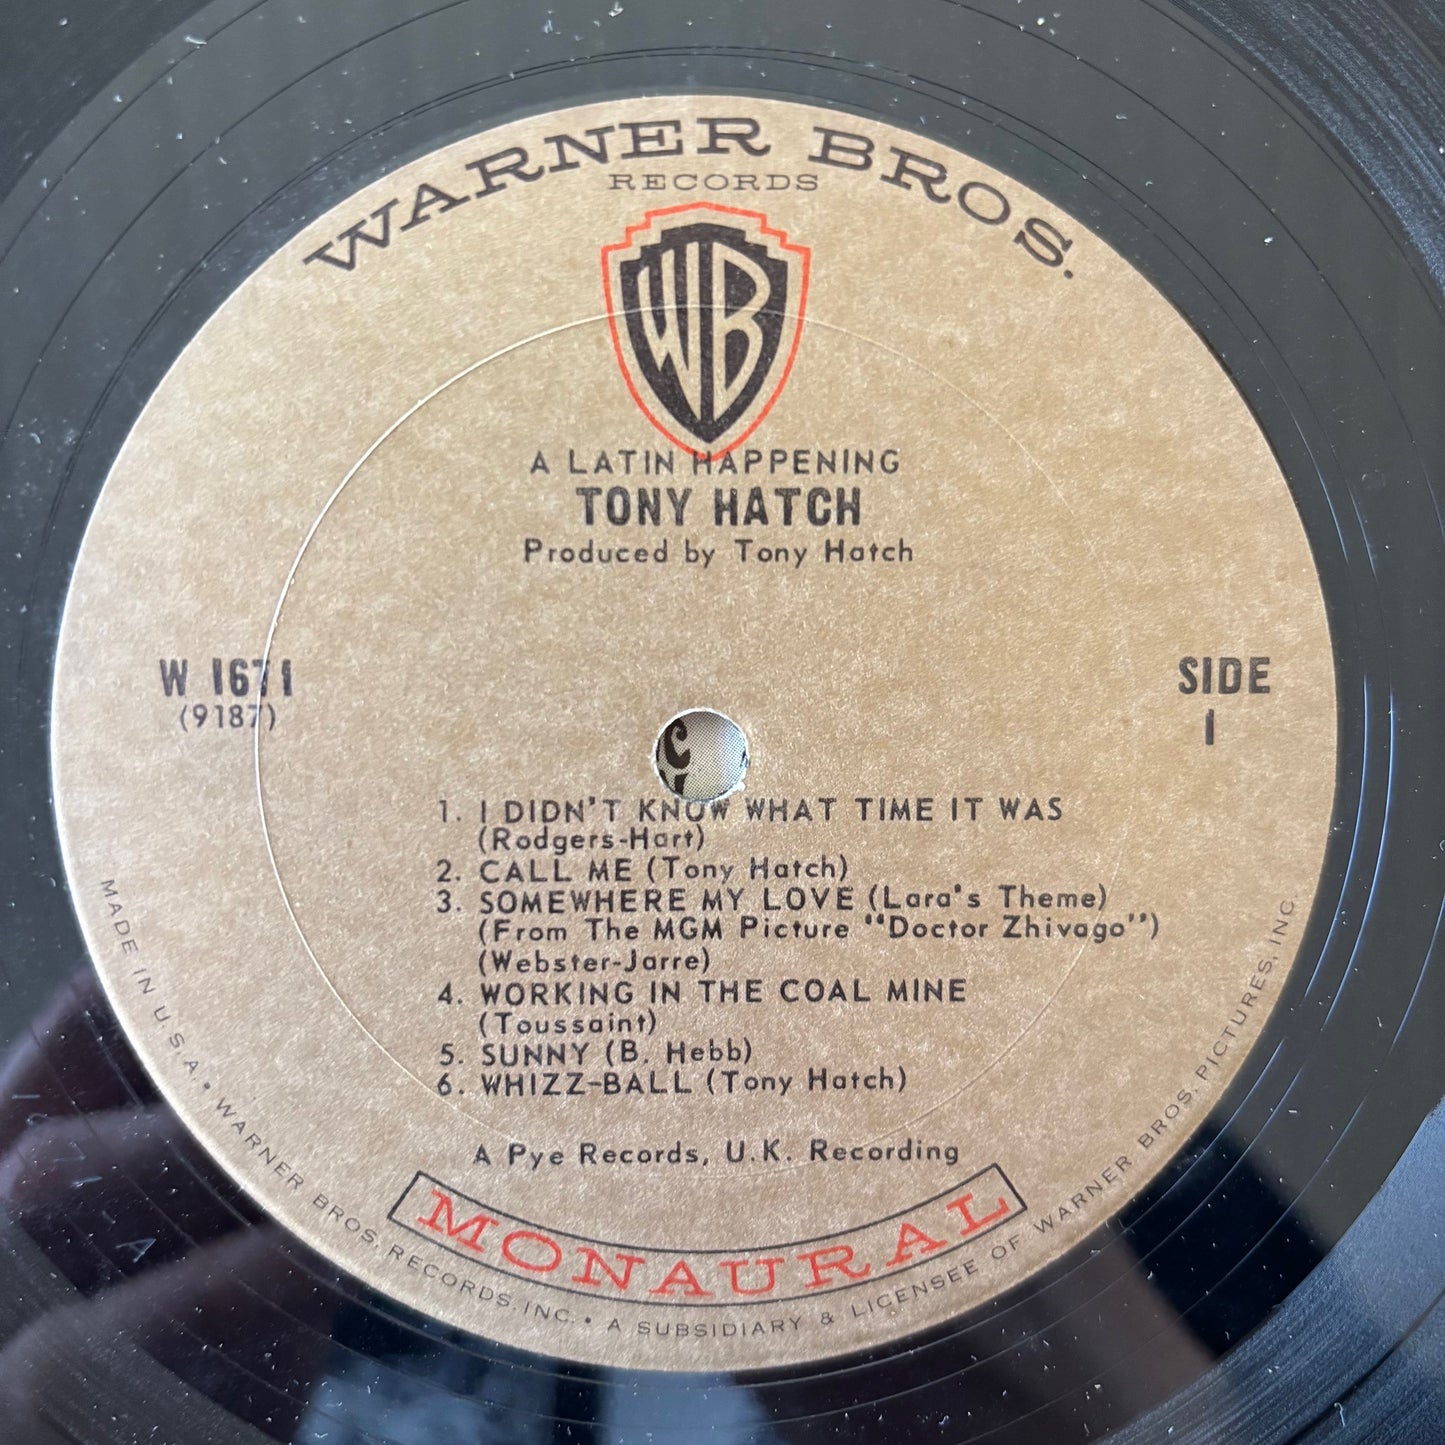 WARNER BROS.
RECORDS
WB
A LATIN HAPPENING
TONY HATCH
Produced by Tony Hatch
W 1671
(9187)
SIDE
1
1. I DIDN'T KNOW WHAT TIME IT WAS
(Rodgers-Hart)
2. CALL ME (Tony Hatch)
3. SOMEWHERE MY LOVE (Lara's Theme)
(From The MGM Picture "Doctor Zhivago")
(Webster-Jarre)
4. WORKING IN THE COAL MINE
(Toussaint)
5. SUNNY (B. Hebb)
6. WHIZZ-BALL (Tony Hatch)
A Pye Records, U.K. Recording
MONAURAL
MADE IN U.S.A. • WARNER BROS. RECORDS, INC. • A SUBSIDIARY & LICENSEE OF WARNER BROS. PICTURES, INC.